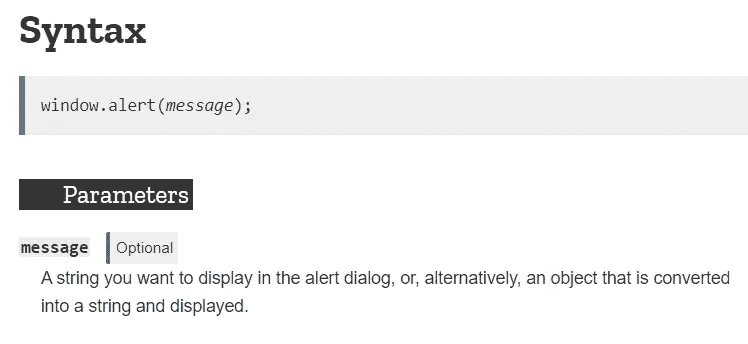 Syntax
window.alert(message);
Parameters
message Optional
A string you want to display in the alert dialog, or, alternatively, an object that is converted
into a string and displayed.